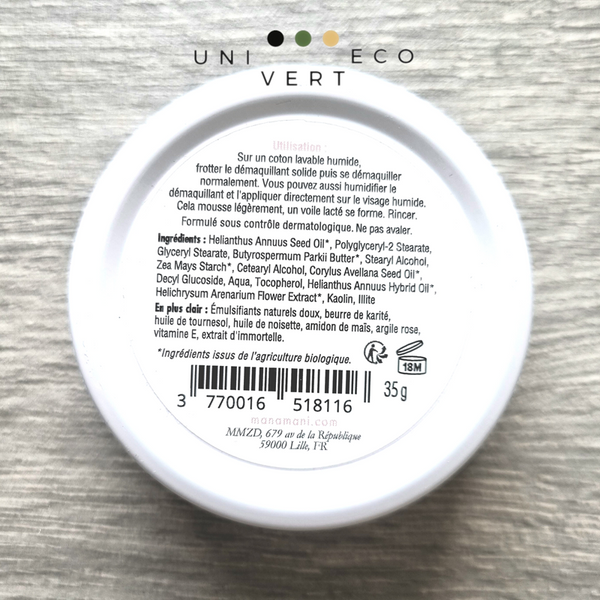 UNI ECO
VERT
Utilisation :
Sur un coton lavable humide,
frotter le démaquillant solide puis se démaquiller
normalement. Vous pouvez aussi humidifier le
démaquillant et l'appliquer directement sur le visage humide.
Cela mousse légèrement, un voile lacté se forme. Rincer.
Formulé sous contrôle dermatologique. Ne pas avaler.
Ingrédients : Helianthus Annuus Seed Oil*, Polyglyceryl-2 Stearate,
Glyceryl Stearate, Butyrospermum Parkii Butter*, Stearyl Alcohol,
Zea Mays Starch*, Cetearyl Alcohol, Corylus Avellana Seed Oil*,
Decyl Glucoside, Aqua, Tocopherol, Helianthus Annuus Hybrid Oil*,
Helichrysum Arenarium Flower Extract*, Kaolin, Illite
En plus clair : Émulsifiants naturels doux, beurre de karité,
huile de tournesol, huile de noisette, amidon de maïs, argile rose,
vitamine E, extrait d'immortelle.
*Ingrédients issus de l'agriculture biologique.
18M
35 g
3 770016 518116
manamani.com
MMZD, 679 av de la République
59000 Lille, FR